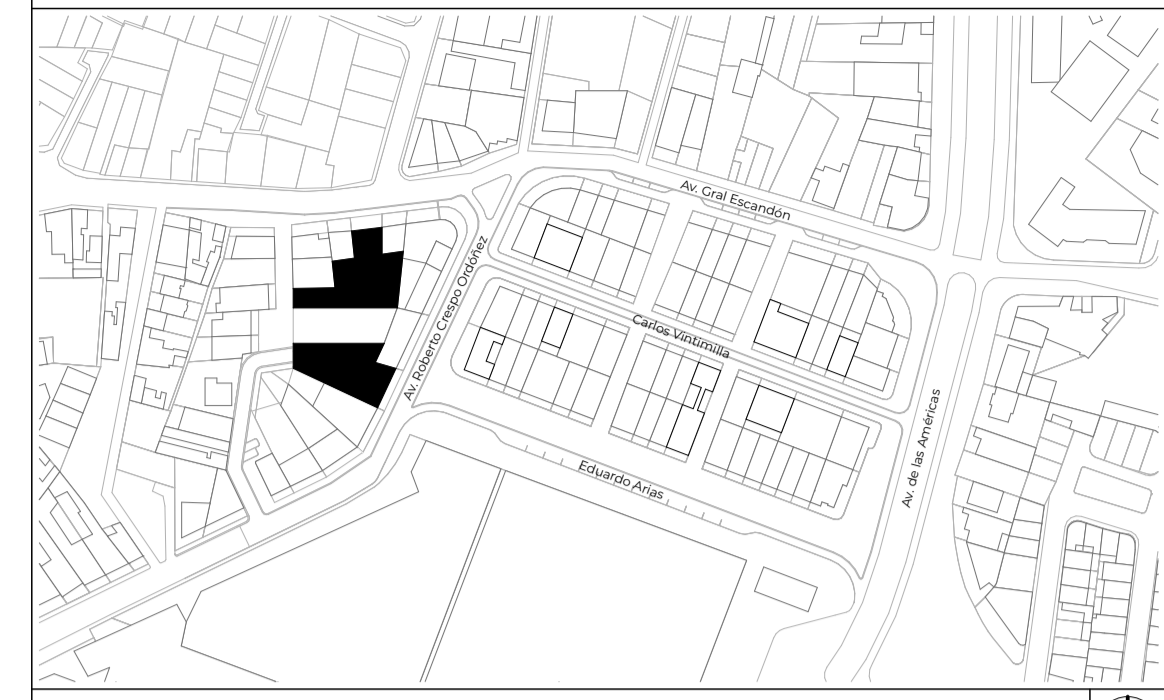 Av. Gral Escandón
Av. Roberto Crespo Ordóñez
Carlos Vintimilla
Av. de las Américas
Eduardo Arias